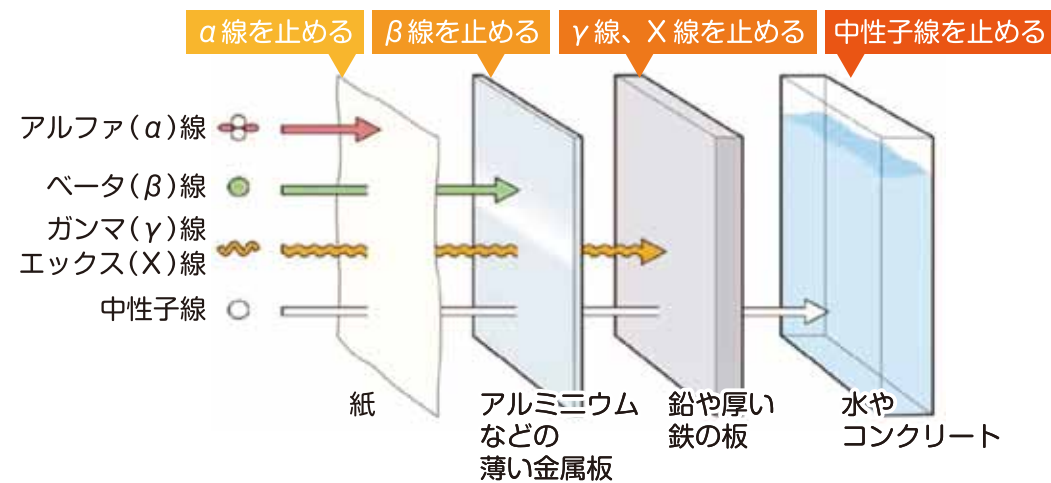 α線を止める
β線を止める
γ線、X線を止める
中性子線を止める
アルファ(α)線
ベータ(β)線
ガンマ(γ)線
エックス(X)線
中性子線
紙
アルミニウム
などの
薄い金属板
鉛や厚い
鉄の板
水や
コンクリート